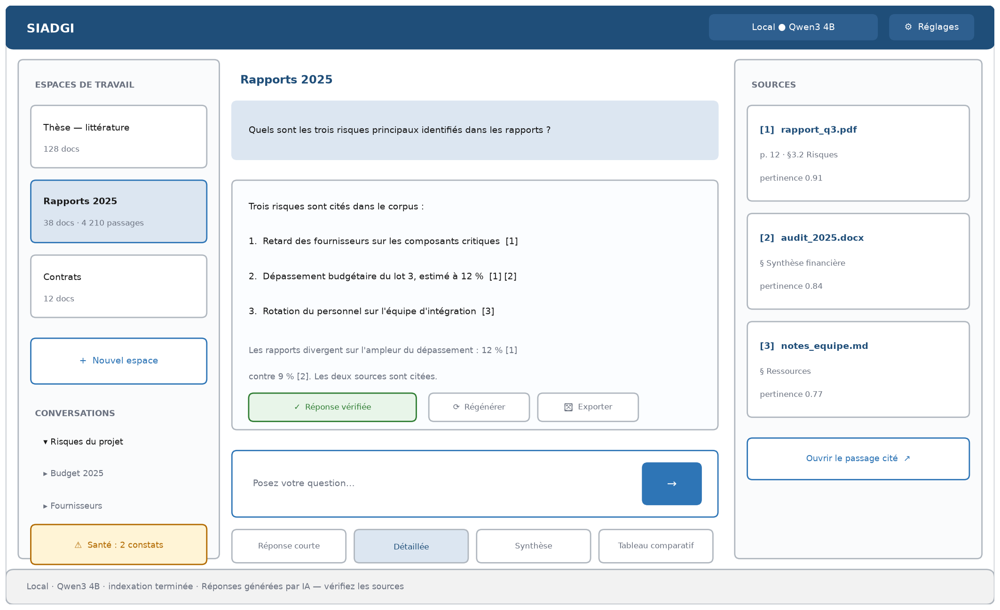 SIADGI
Local ● Qwen3 4B
⚙ Réglages
ESPACES DE TRAVAIL
Thèse — littérature
128 docs
Rapports 2025
38 docs · 4 210 passages
Contrats
12 docs
+ Nouvel espace
CONVERSATIONS
▾ Risques du projet
▸ Budget 2025
▸ Fournisseurs
⚠ Santé : 2 constats
Rapports 2025
Quels sont les trois risques principaux identifiés dans les rapports ?
Trois risques sont cités dans le corpus :
1. Retard des fournisseurs sur les composants critiques [1]
2. Dépassement budgétaire du lot 3, estimé à 12 % [1] [2]
3. Rotation du personnel sur l'équipe d'intégration [3]
Les rapports divergent sur l'ampleur du dépassement : 12 % [1]
contre 9 % [2]. Les deux sources sont citées.
✓ Réponse vérifiée
⟳ Régénérer
Exporter
Posez votre question…
→
Réponse courte
Détaillée
Synthèse
Tableau comparatif
SOURCES
[1] rapport_q3.pdf
p. 12 · §3.2 Risques
pertinence 0.91
[2] audit_2025.docx
§ Synthèse financière
pertinence 0.84
[3] notes_equipe.md
§ Ressources
pertinence 0.77
Ouvrir le passage cité ↗
Local · Qwen3 4B · indexation terminée · Réponses générées par IA — vérifiez les sources